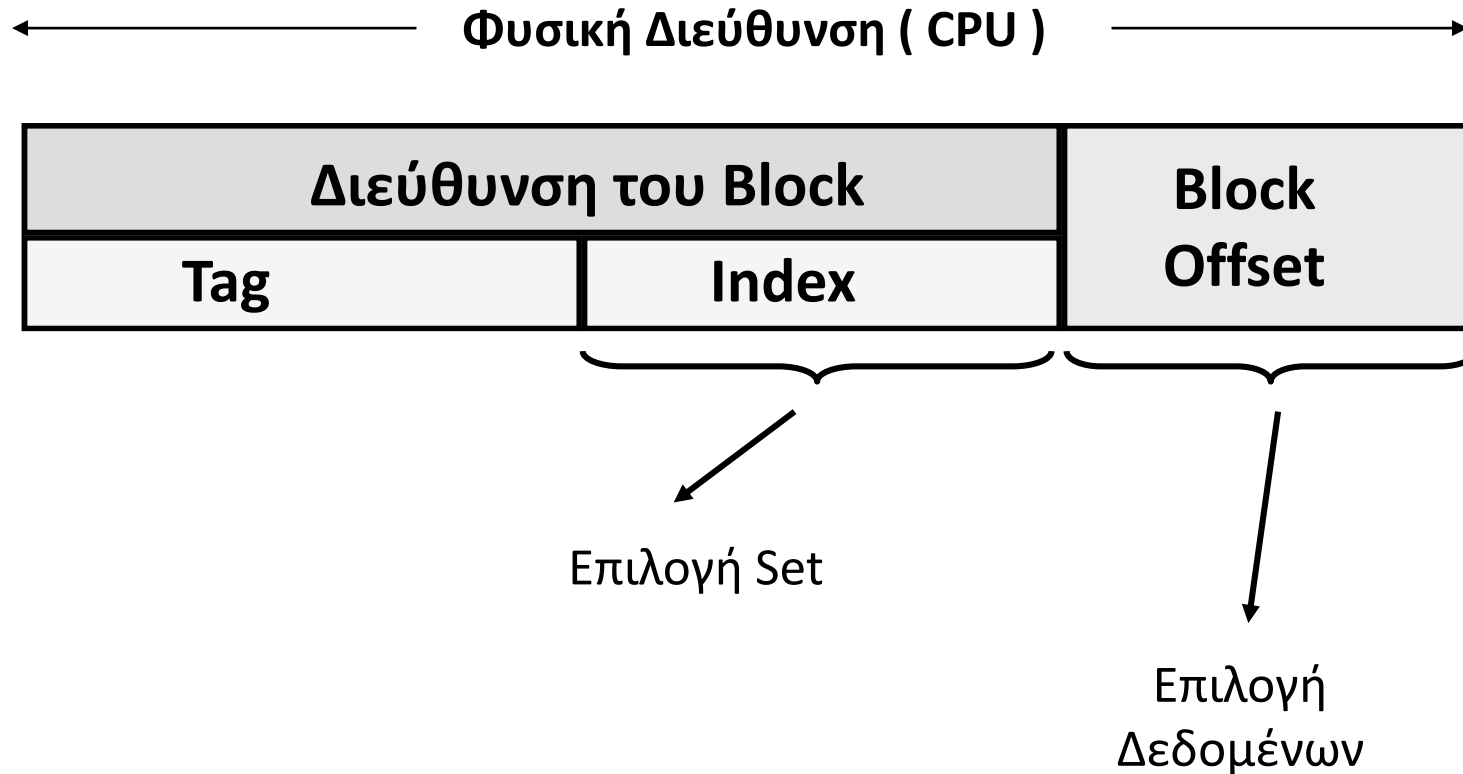 Φυσική Διεύθυνση ( CPU )
Διεύθυνση του Block
Block
Offset
Tag
Index
Επιλογή Set
Επιλογή
Δεδομένων